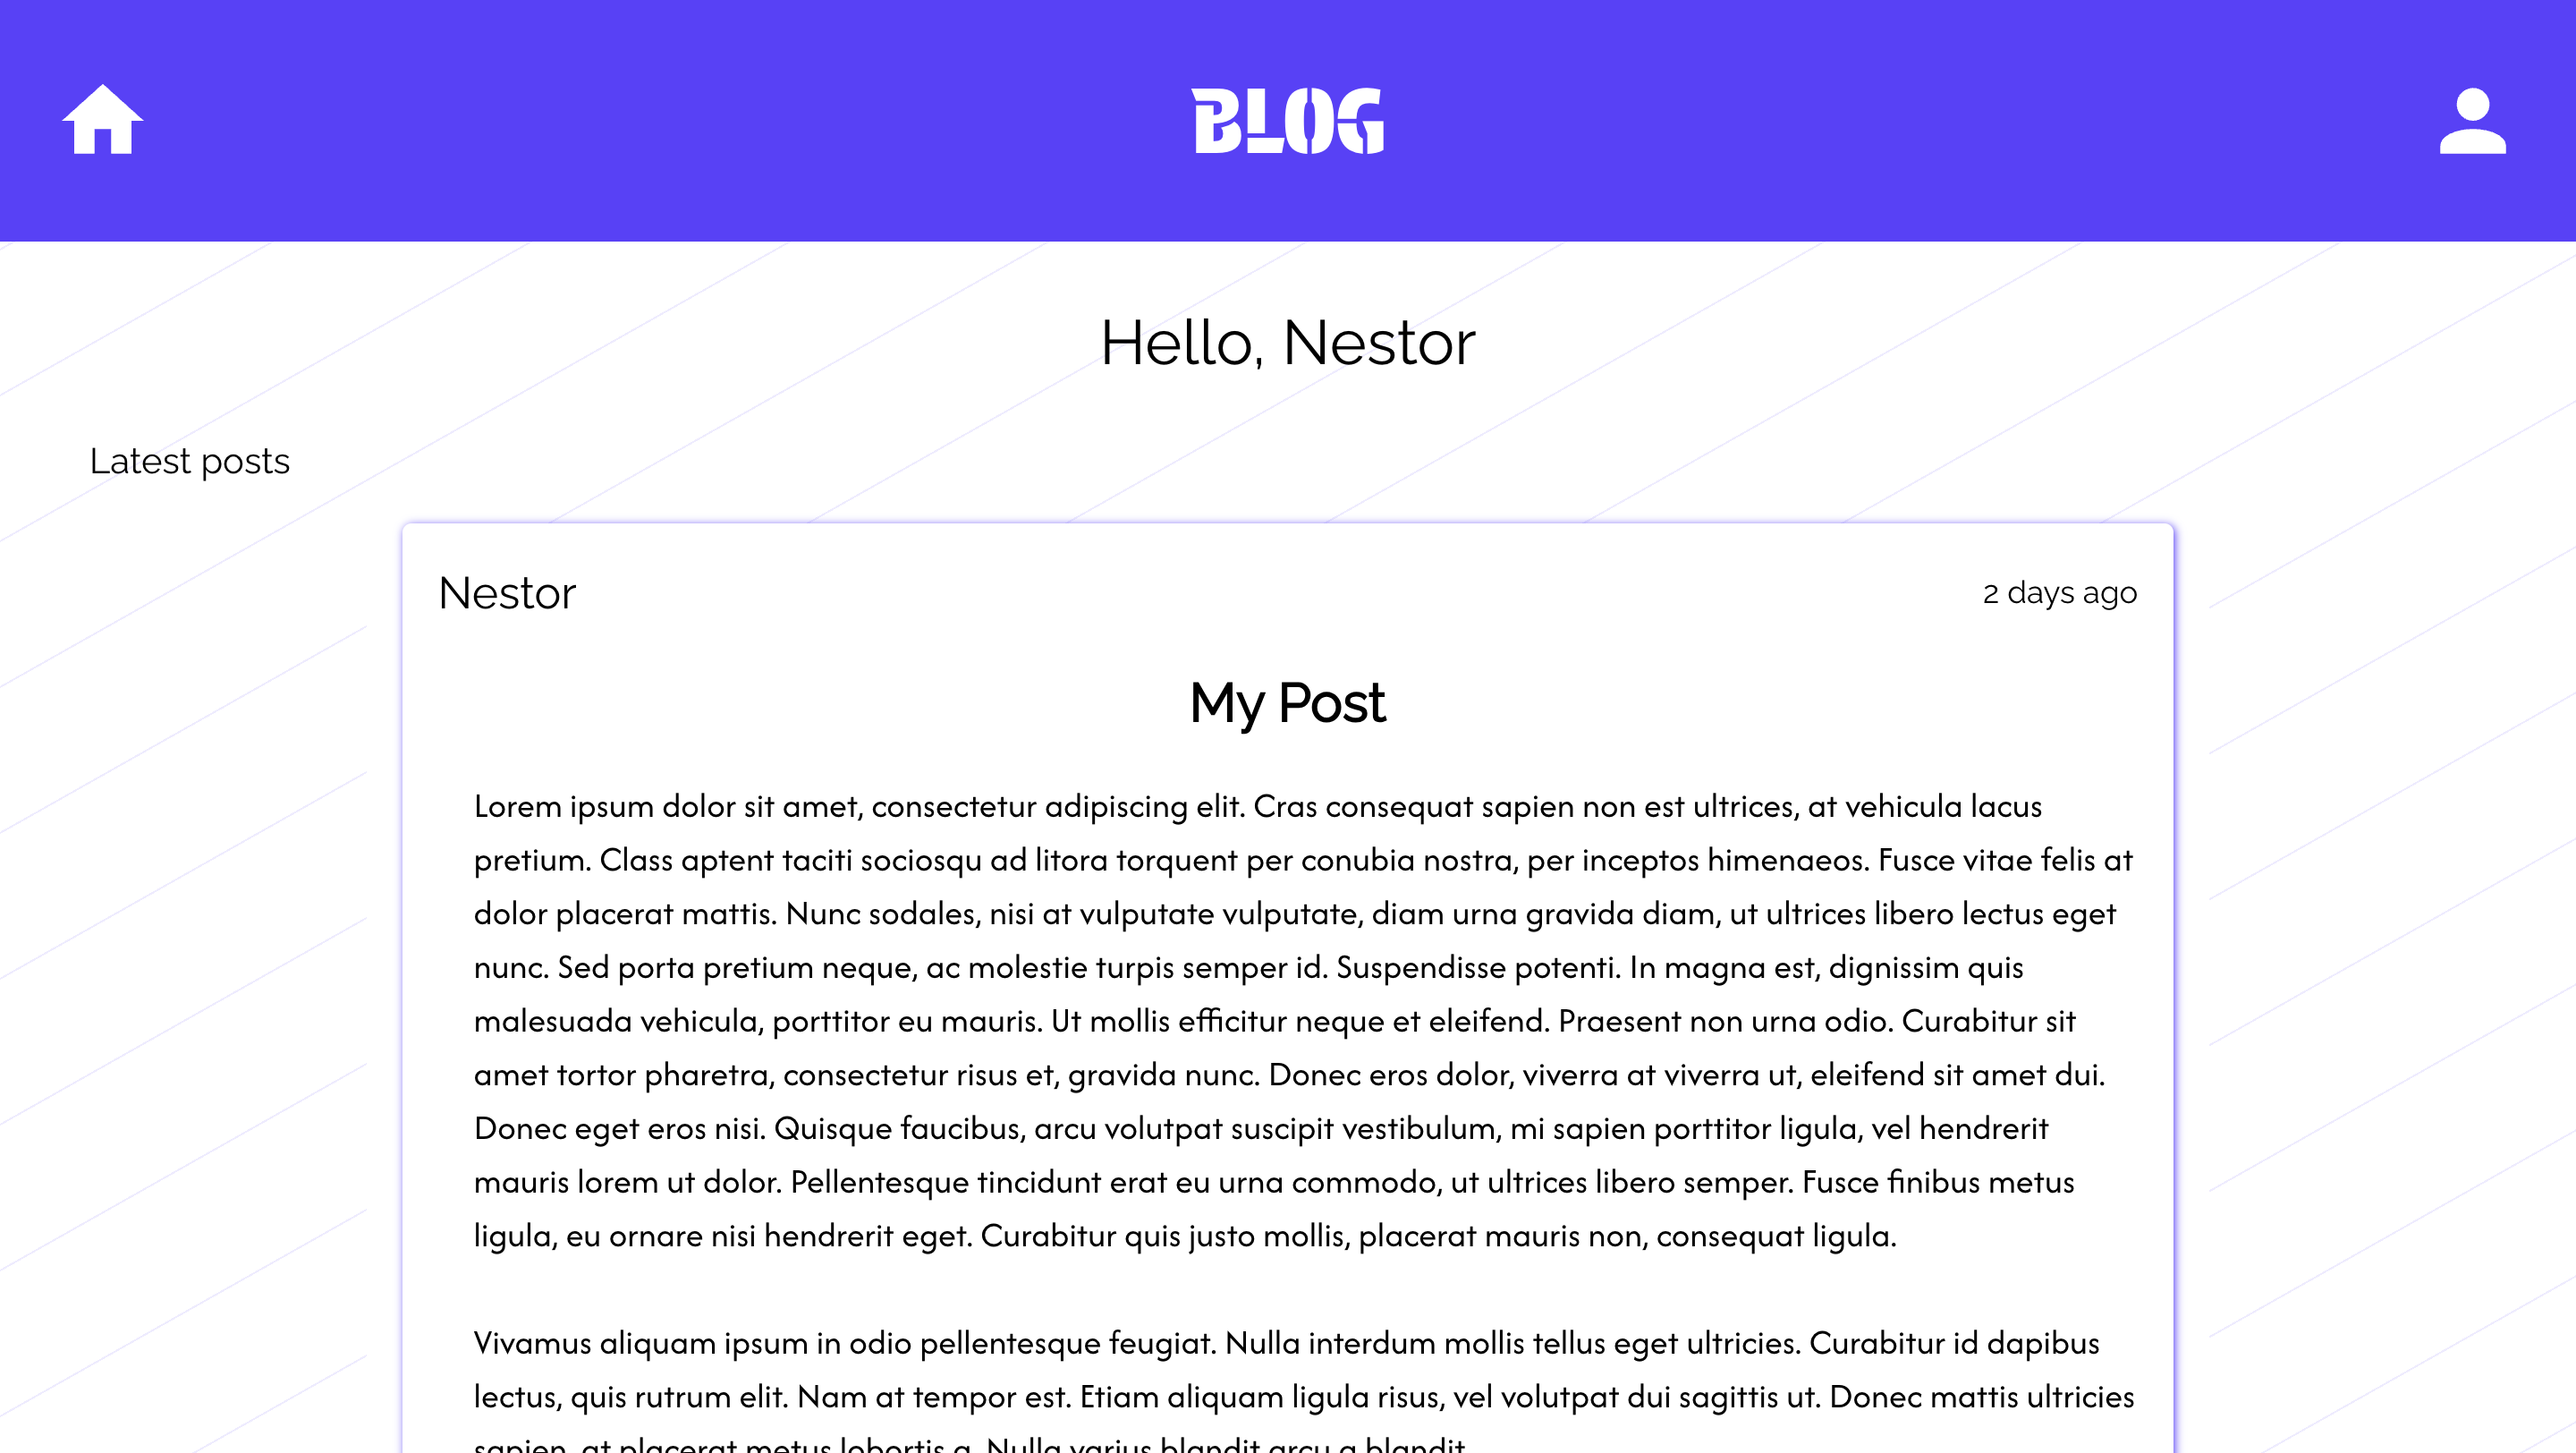 BLOG
Hello, Nestor
Latest posts
Nestor
2 days ago
My Post
Lorem ipsum dolor sit amet, consectetur adipiscing elit. Cras consequat sapien non est ultrices, at vehicula lacus
pretium. Class aptent taciti sociosqu ad litora torquent per conubia nostra, per inceptos himenaeos. Fusce vitae felis at
dolor placerat mattis. Nunc sodales, nisi at vulputate vulputate, diam urna gravida diam, ut ultrices libero lectus eget
nunc. Sed porta pretium neque, ac molestie turpis semper id. Suspendisse potenti. In magna est, dignissim quis
malesuada vehicula, porttitor eu mauris. Ut mollis efficitur neque et eleifend. Praesent non urna odio. Curabitur sit
amet tortor pharetra, consectetur risus et, gravida nunc. Donec eros dolor, viverra at viverra ut, eleifend sit amet dui.
Donec eget eros nisi. Quisque faucibus, arcu volutpat suscipit vestibulum, mi sapien porttitor ligula, vel hendrerit
mauris lorem ut dolor. Pellentesque tincidunt erat eu urna commodo, ut ultrices libero semper. Fusce finibus metus
ligula, eu ornare nisi hendrerit eget. Curabitur quis justo mollis, placerat mauris non, consequat ligula.
Vivamus aliquam ipsum in odio pellentesque feugiat. Nulla interdum mollis tellus eget ultricies. Curabitur id dapibus
lectus, quis rutrum elit. Nam at tempor est. Etiam aliquam ligula risus, vel volutpat dui sagittis ut. Donec mattis ultricies
sapien, at placerat metus lobortis a. Nulla varius blandit arcu a blandit.